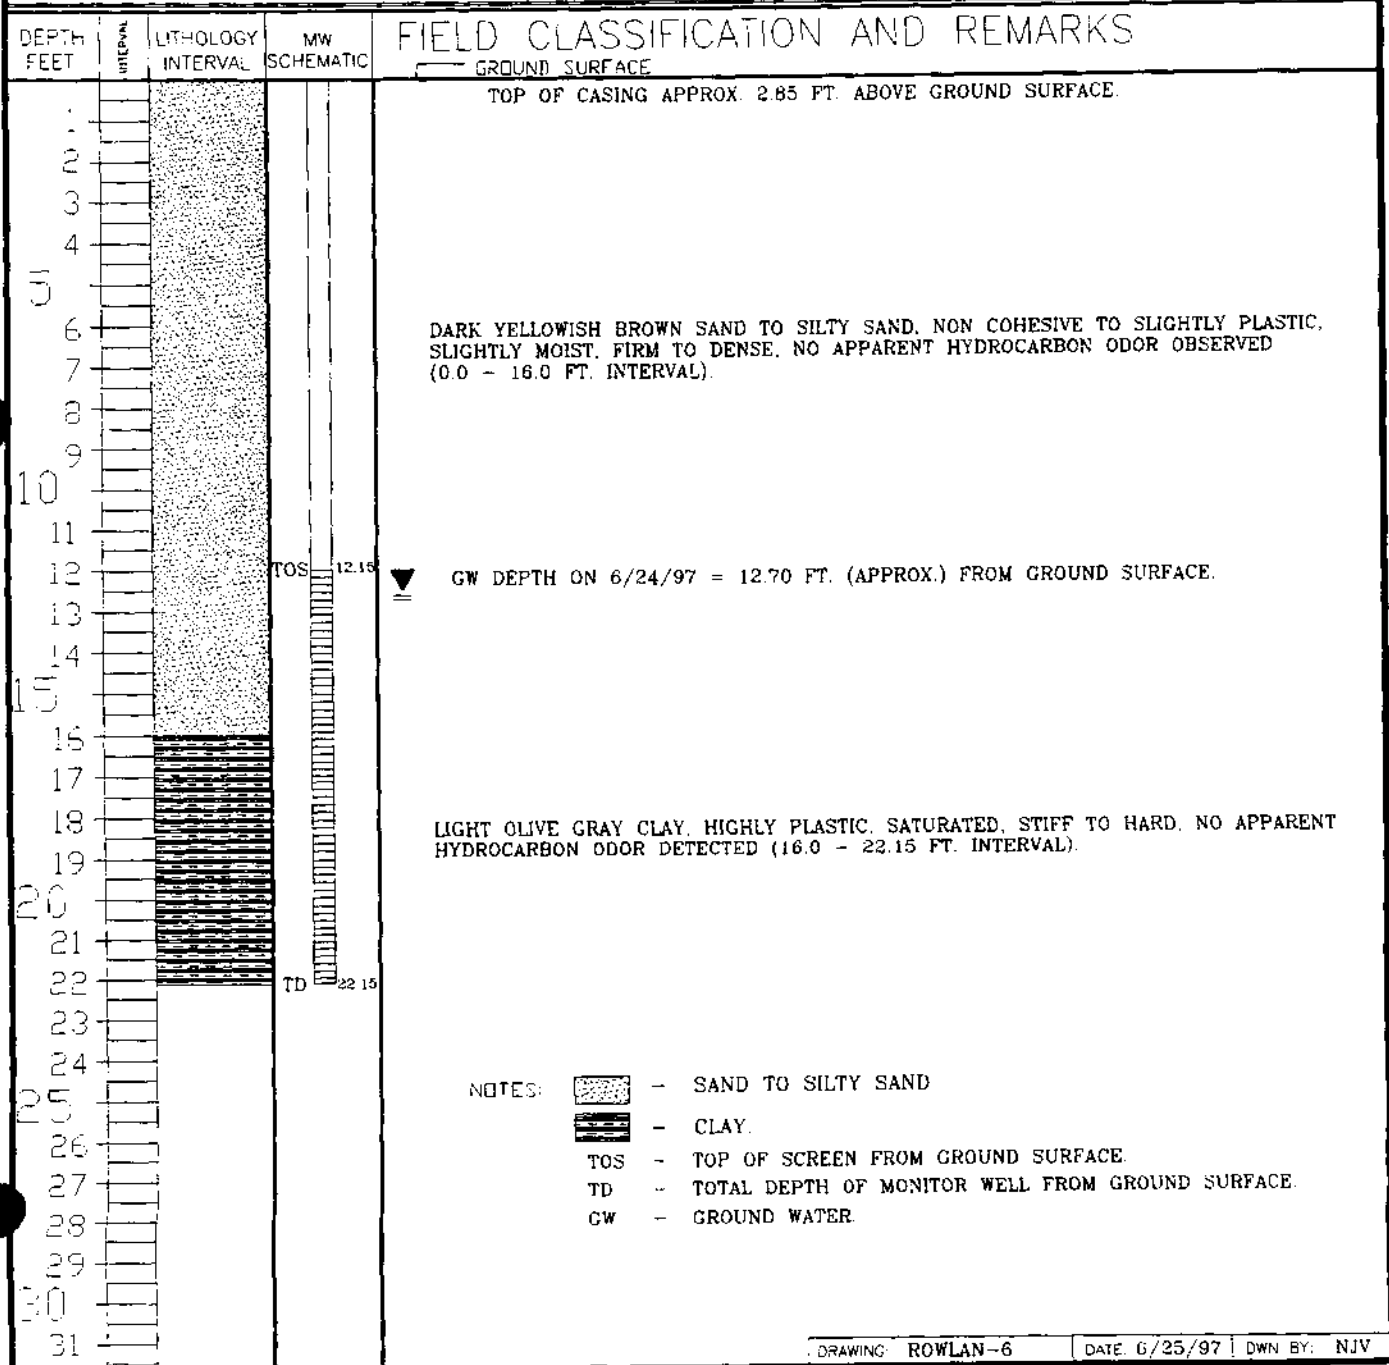 DEPTH FEET
INTERVAL
LITHOLOGY INTERVAL
MW SCHEMATIC
FIELD CLASSIFICATION AND REMARKS
GROUND SURFACE
TOP OF CASING APPROX. 2.85 FT. ABOVE GROUND SURFACE.
1
2
3
4
5
6
DARK YELLOWISH BROWN SAND TO SILTY SAND, NON COHESIVE TO SLIGHTLY PLASTIC,
SLIGHTLY MOIST, FIRM TO DENSE, NO APPARENT HYDROCARBON ODOR OBSERVED
(0.0 - 16.0 FT. INTERVAL).
7
8
9
10
11
12
TOS 12.15
GW DEPTH ON 6/24/97 = 12.70 FT. (APPROX.) FROM GROUND SURFACE.
13
14
15
16
17
18
LIGHT OLIVE GRAY CLAY, HIGHLY PLASTIC, SATURATED, STIFF TO HARD, NO APPARENT
HYDROCARBON ODOR DETECTED (16.0 - 22.15 FT. INTERVAL).
19
20
21
22
TD 22.15
23
24
25
26
27
28
29
30
31
NOTES: - SAND TO SILTY SAND
- CLAY.
TOS - TOP OF SCREEN FROM GROUND SURFACE.
TD - TOTAL DEPTH OF MONITOR WELL FROM GROUND SURFACE.
GW - GROUND WATER.
DRAWING: ROWLAN-6 DATE: 6/25/97 DWN BY: NJV